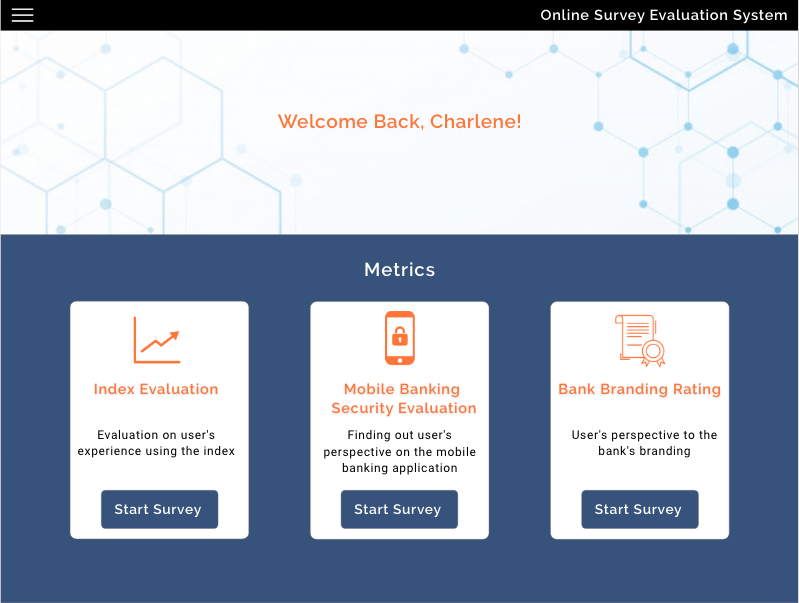 Online Survey Evaluation System
Welcome Back, Charlene!
Metrics
Index Evaluation
Evaluation on user's
experience using the index
Start Survey
Mobile Banking
Security Evaluation
Finding out user's
perspective on the mobile
banking application
Start Survey
Bank Branding Rating
User's perspective to the
bank's branding
Start Survey